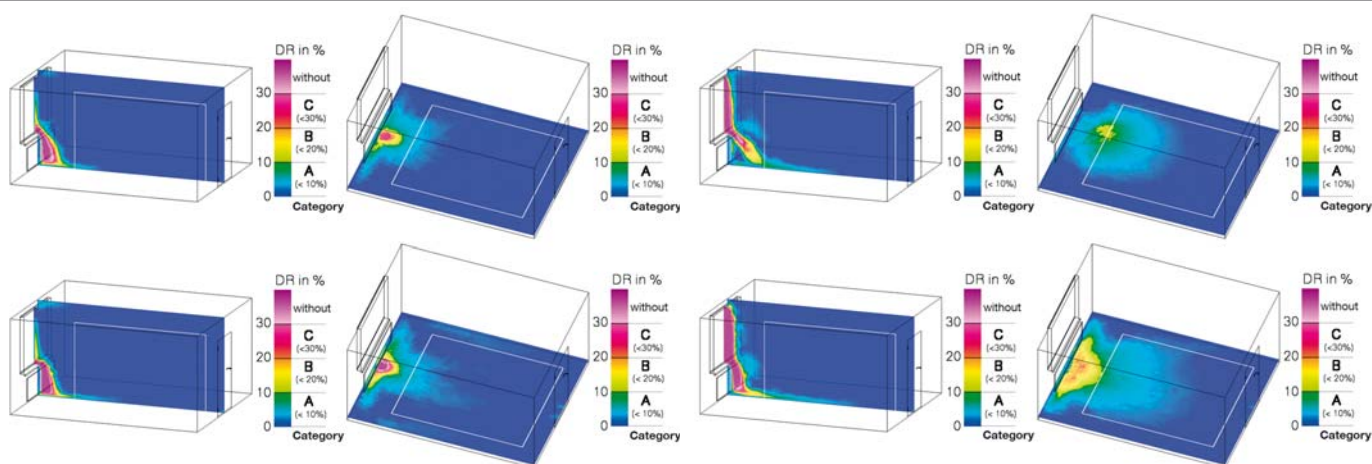 DR in %
without
30
C
(<30%)
20
B
(< 20%)
10
A
(< 10%)
0
Category
DR in %
without
30
C
(<30%)
20
B
(< 20%)
10
A
(< 10%)
0
Category
DR in %
without
30
C
(<30%)
20
B
(< 20%)
10
A
(< 10%)
0
Category
DR in %
without
30
C
(<30%)
20
B
(< 20%)
10
A
(< 10%)
0
Category
DR in %
without
30
C
(<30%)
20
B
(< 20%)
10
A
(< 10%)
0
Category
DR in %
without
30
C
(<30%)
20
B
(< 20%)
10
A
(< 10%)
0
Category
DR in %
without
30
C
(<30%)
20
B
(< 20%)
10
A
(< 10%)
0
Category
DR in %
without
30
C
(<30%)
20
B
(< 20%)
10
A
(< 10%)
0
Category